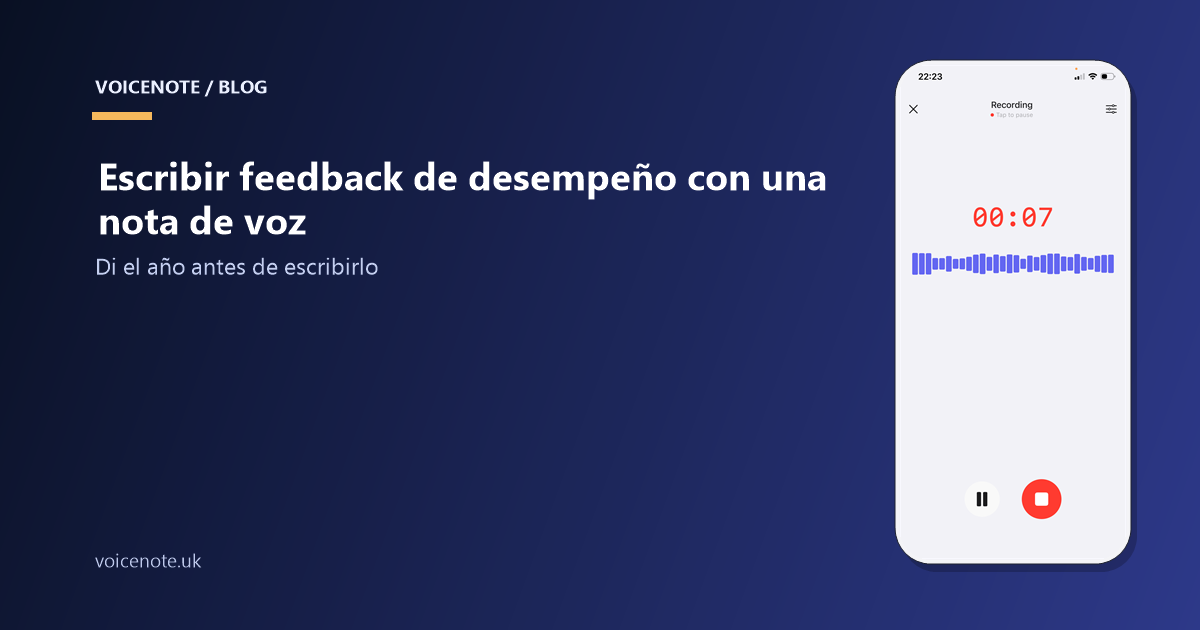 VOICENOTE / BLOG
Escribir feedback de desempeño con una
nota de voz
Di el año antes de escribirlo
voicenote.uk
22:23
Recording
Tap to pause
00:07